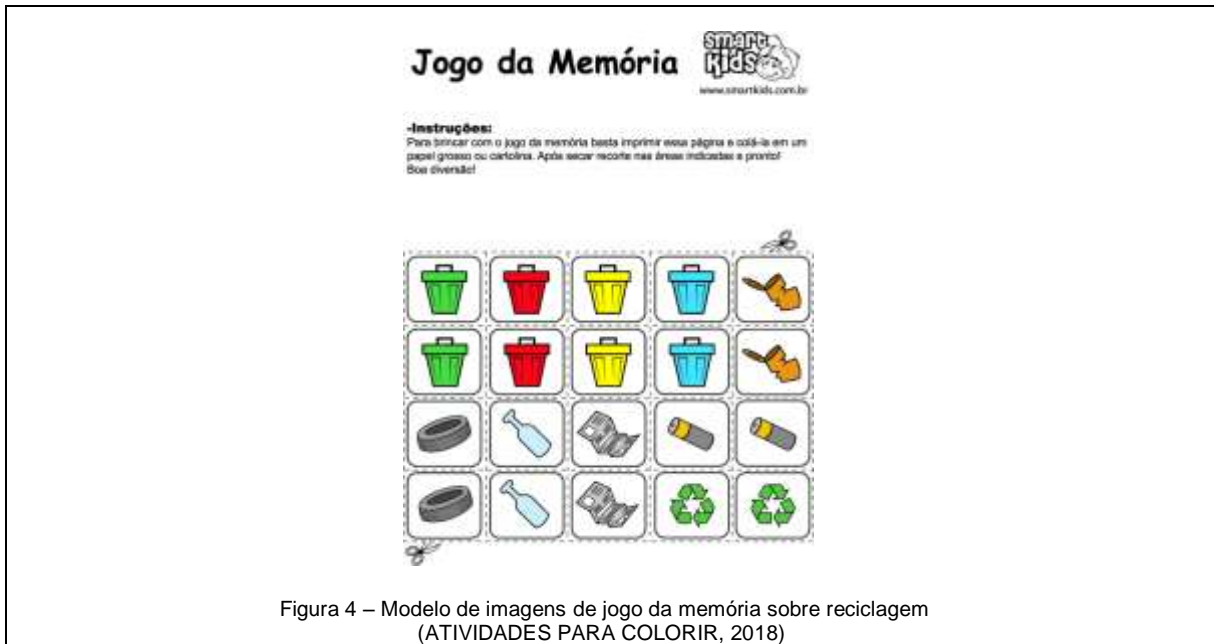 Jogo da Memória
smart
Kids
www.smartkids.com.br
-Instruções:
Para brincar com o jogo da memória basta imprimir essa página e colá-la em um
papel grosso ou cartolina. Após secar recorte nas áreas indicadas e pronto!
Boa diversão!
Figura 4 – Modelo de imagens de jogo da memória sobre reciclagem
(ATIVIDADES PARA COLORIR, 2018)